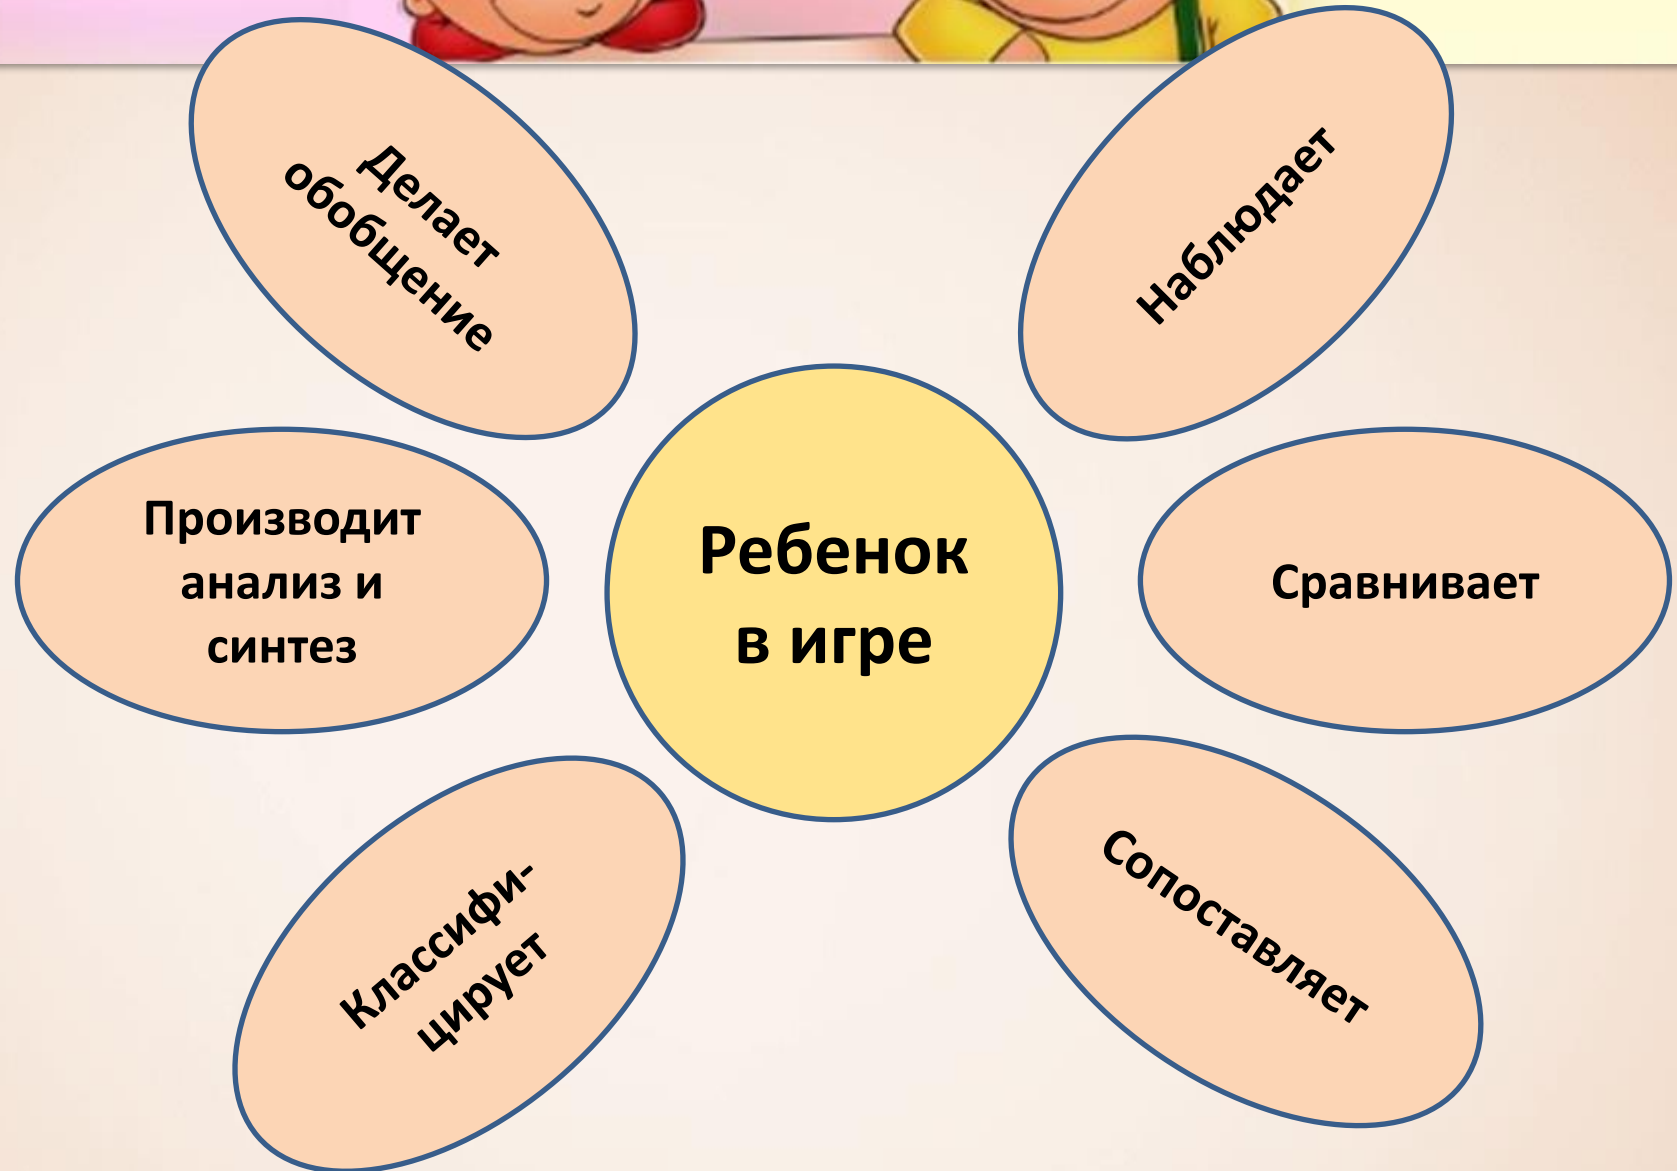 Делает
обобщение
Наблюдает
Производит
анализ и
синтез
Ребенок
в игре
Сравнивает
Классифи-
цирует
Сопоставляет